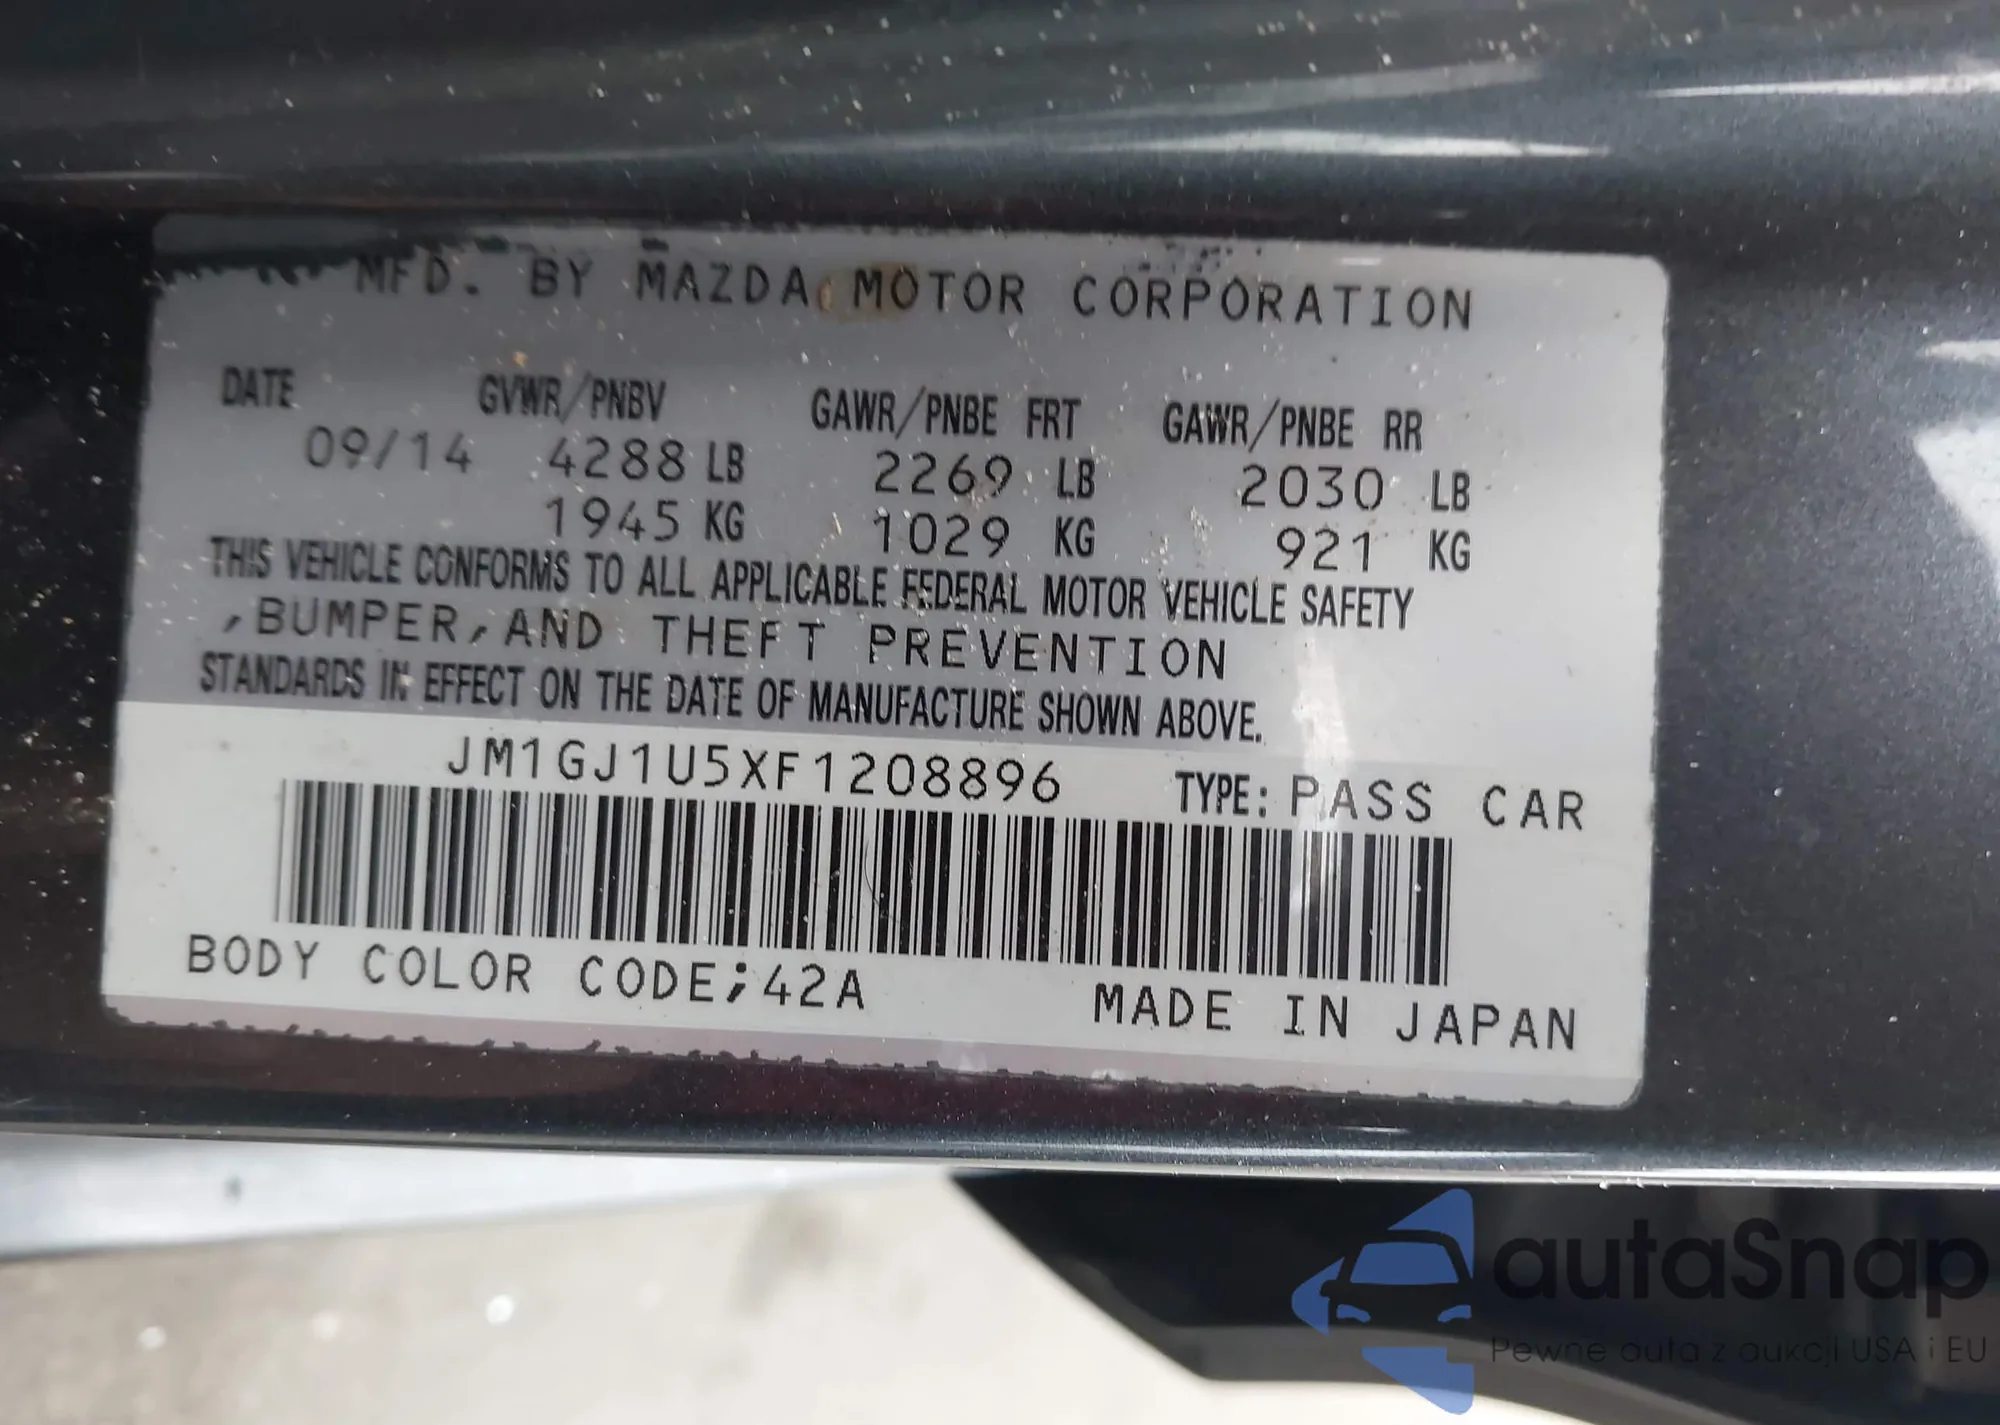 MFD. BY MAZDA MOTOR CORPORATION
DATE GVWR/PNBV GAWR/PNBE FRT GAWR/PNBE RR
09/14 4288 LB 2269 LB 2030 LB
1945 KG 1029 KG 921 KG
THIS VEHICLE CONFORMS TO ALL APPLICABLE FEDERAL MOTOR VEHICLE SAFETY
,BUMPER,AND THEFT PREVENTION
STANDARDS IN EFFECT ON THE DATE OF MANUFACTURE SHOWN ABOVE.
JM1GJ1U5XF1208896 TYPE: PASS CAR
BODY COLOR CODE;42A MADE IN JAPAN
autaSnap
Pewne auta z aukcji USA i EU